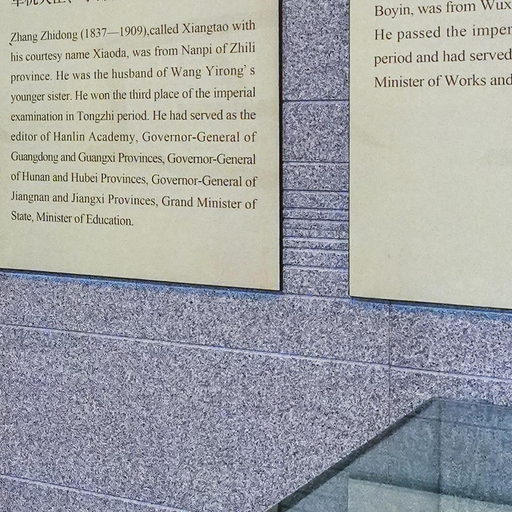 Zhang Zhidong (1837—1909),called Xiangtao with
his courtesy name Xiaoda, was from Nanpi of Zhili
province. He was the husband of Wang Yirong's
younger sister. He won the third place of the imperial
examination in Tongzhi period. He had served as the
editor of Hanlin Academy, Governor-General of
Guangdong and Guangxi Provinces, Governor-General
of Hunan and Hubei Provinces, Governor-General of
Jiangnan and Jiangxi Provinces, Grand Minister of
State, Minister of Education.
Boyin, was from
He passed the
period and had served
Minister of Works and